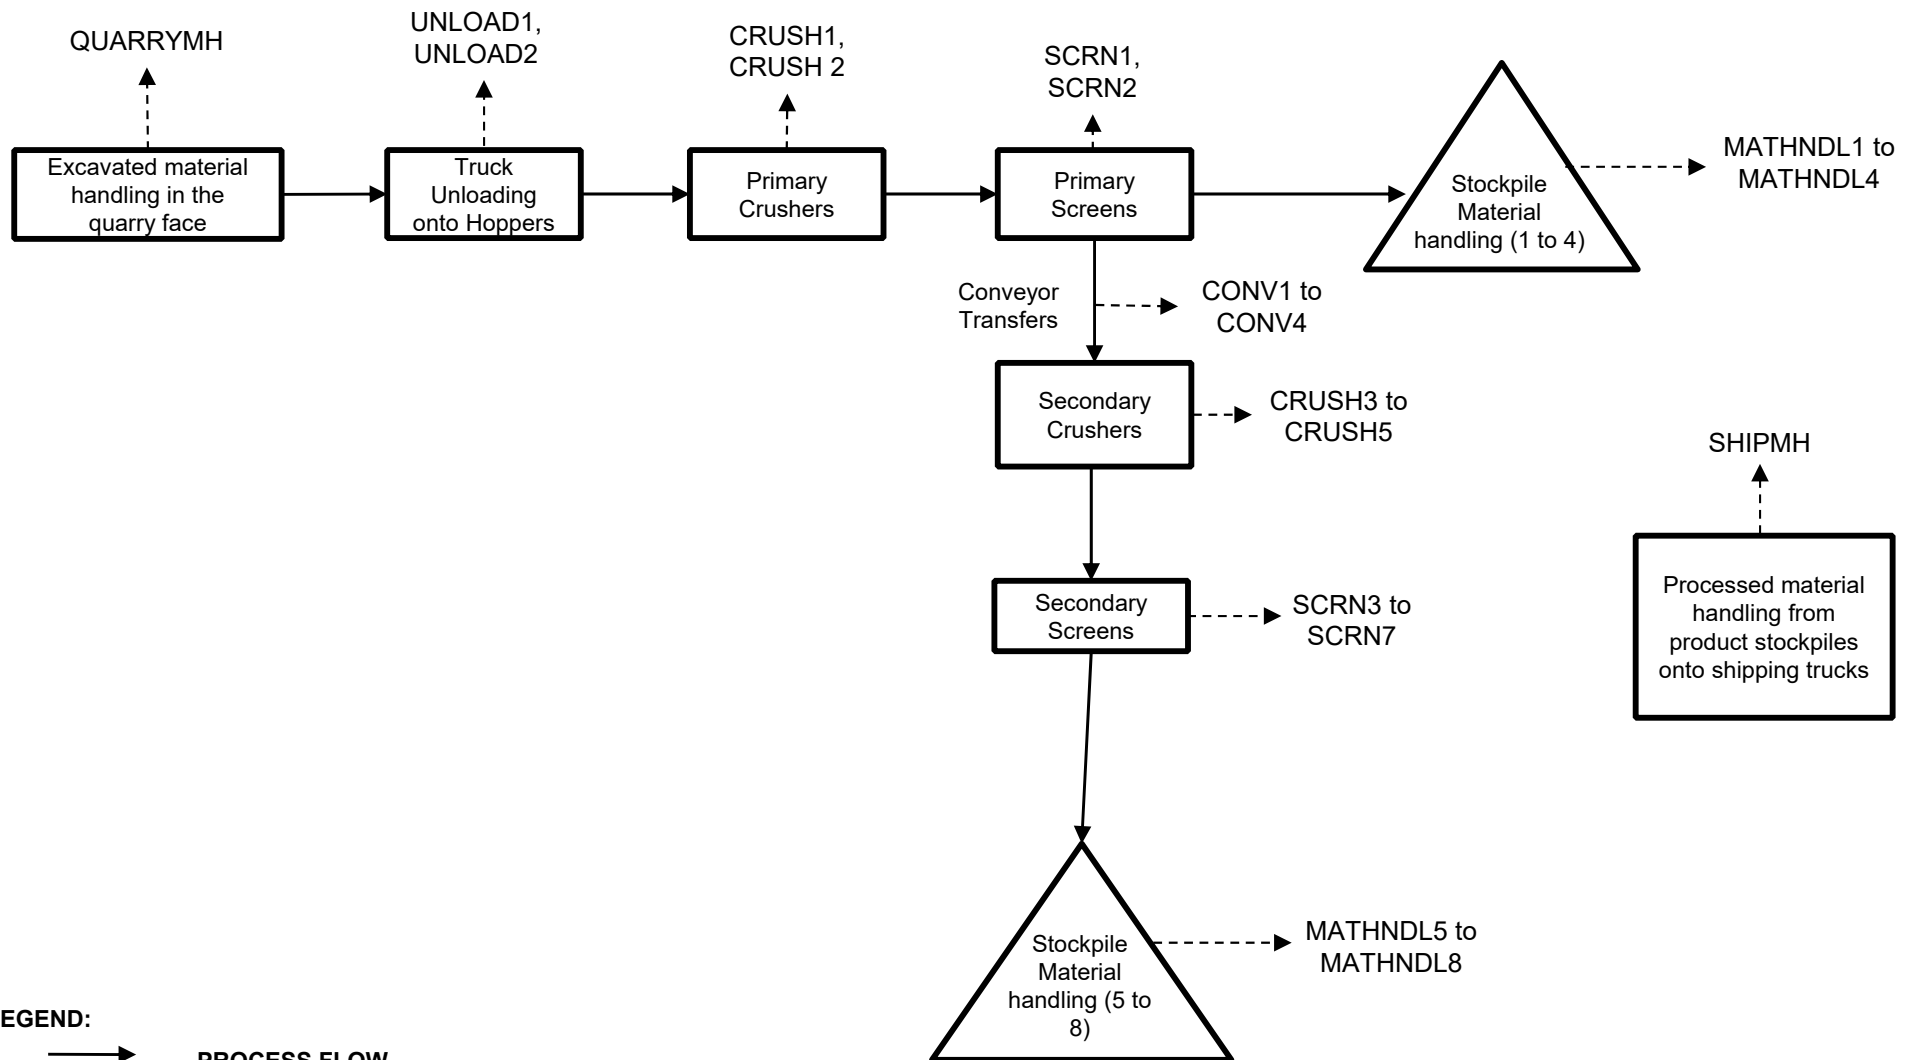 QUARRYMH
UNLOAD1,
UNLOAD2
CRUSH1,
CRUSH 2
SCRN1,
SCRN2
Excavated material
handling in the
quarry face
Truck
Unloading
onto Hoppers
Primary
Crushers
Primary
Screens
Stockpile
Material
handling (1 to 4)
MATHNDL1 to
MATHNDL4
Conveyor
Transfers
CONV1 to
CONV4
Secondary
Crushers
CRUSH3 to
CRUSH5
SHIPMH
Processed material
handling from
product stockpiles
onto shipping trucks
Secondary
Screens
SCRN3 to
SCRN7
Stockpile
Material
handling (5 to
8)
MATHNDL5 to
MATHNDL8
EGEND:
PROCESS FLOW